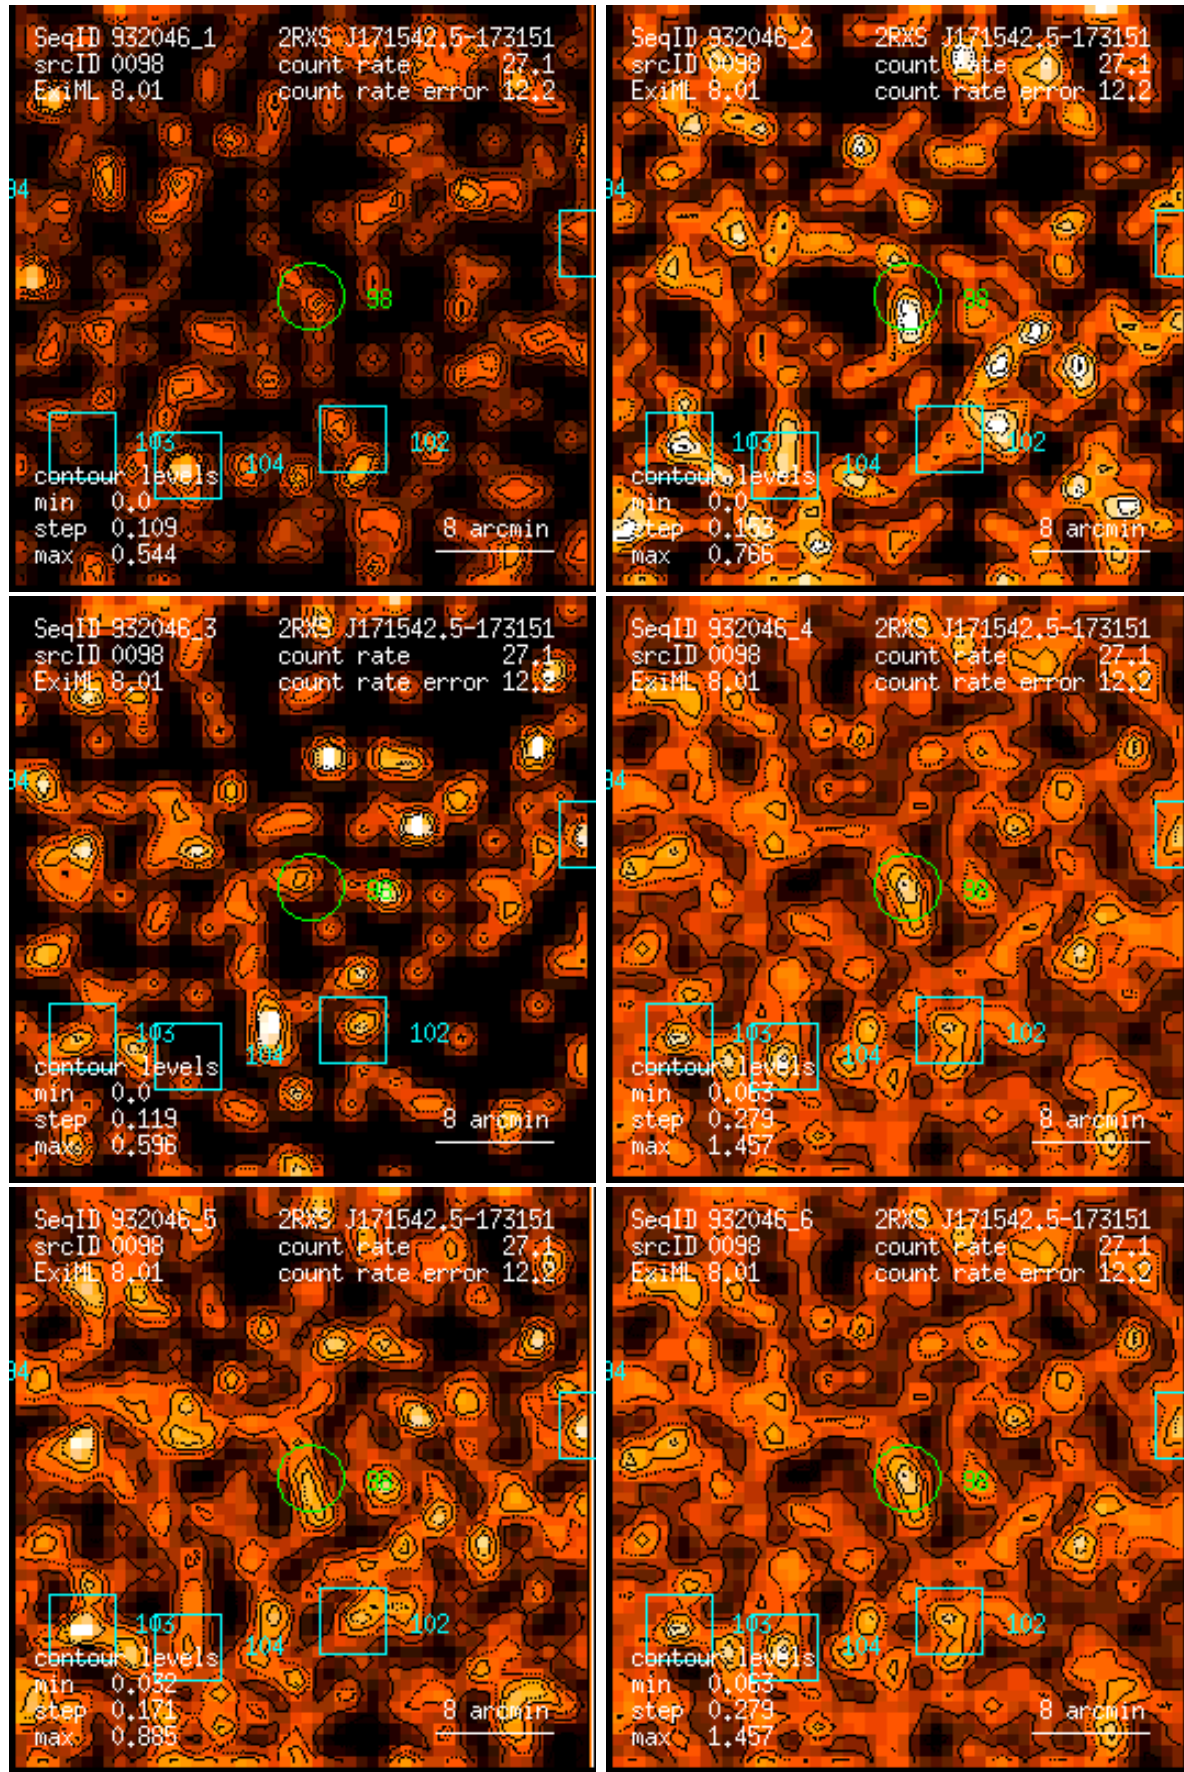 SeqID 932046_1 2RXS J171542.5-173151
srcID 0098 count rate 27.1
ExiML 8.01 count rate error 12.2
94
98
103
102
104
contour levels
min 0.0
step 0.109 8 arcmin
max 0.544
SeqID 932046_2 2RXS J171542.5-173151
srcID 0098 count rate 27.1
ExiML 8.01 count rate error 12.2
94
98
103
102
104
contour levels
min 0.0
step 0.153 8 arcmin
max 0.766
SeqID 932046_3 2RXS J171542.5-173151
srcID 0098 count rate 27.1
ExiML 8.01 count rate error 12.2
94
98
103
102
104
contour levels
min 0.0
step 0.119 8 arcmin
max 0.596
SeqID 932046_4 2RXS J171542.5-173151
srcID 0098 count rate 27.1
ExiML 8.01 count rate error 12.2
94
98
103
102
104
contour levels
min 0.063
step 0.279 8 arcmin
max 1.457
SeqID 932046_5 2RXS J171542.5-173151
srcID 0098 count rate 27.1
ExiML 8.01 count rate error 12.2
94
98
103
102
104
contour levels
min 0.032
step 0.171 8 arcmin
max 0.885
SeqID 932046_6 2RXS J171542.5-173151
srcID 0098 count rate 27.1
ExiML 8.01 count rate error 12.2
94
98
103
102
104
contour levels
min 0.063
step 0.279 8 arcmin
max 1.457